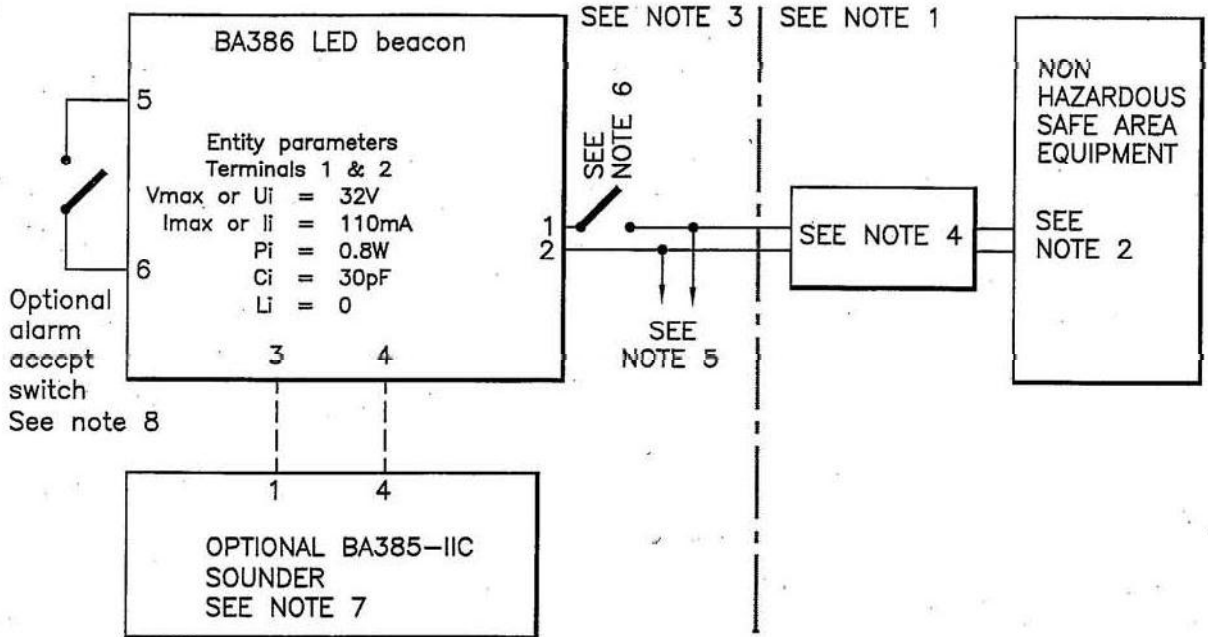 SEE NOTE 3
SEE NOTE 1
BA386 LED beacon
5
6
Entity parameters
Terminals 1 & 2
Vmax or Ui = 32V
Imax or Ii = 110mA
Pi = 0.8W
Ci = 30pF
Li = 0
3 4
1
2
SEE
NOTE 6
SEE
NOTE 5
SEE NOTE 4
NON
HAZARDOUS
SAFE AREA
EQUIPMENT
SEE
NOTE 2
Optional
alarm
accept
switch
See note 8
1 4
OPTIONAL BA385-IIC
SOUNDER
SEE NOTE 7